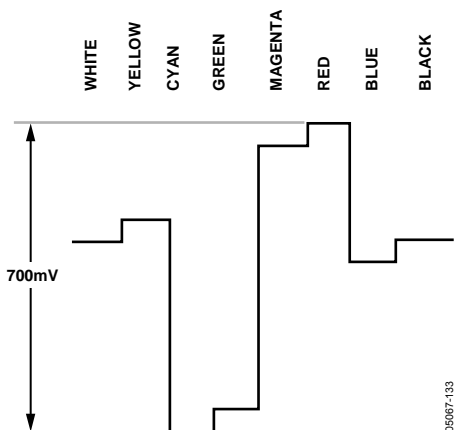 WHITE
YELLOW
CYAN
GREEN
MAGENTA
RED
BLUE
BLACK
700mV
05067-133